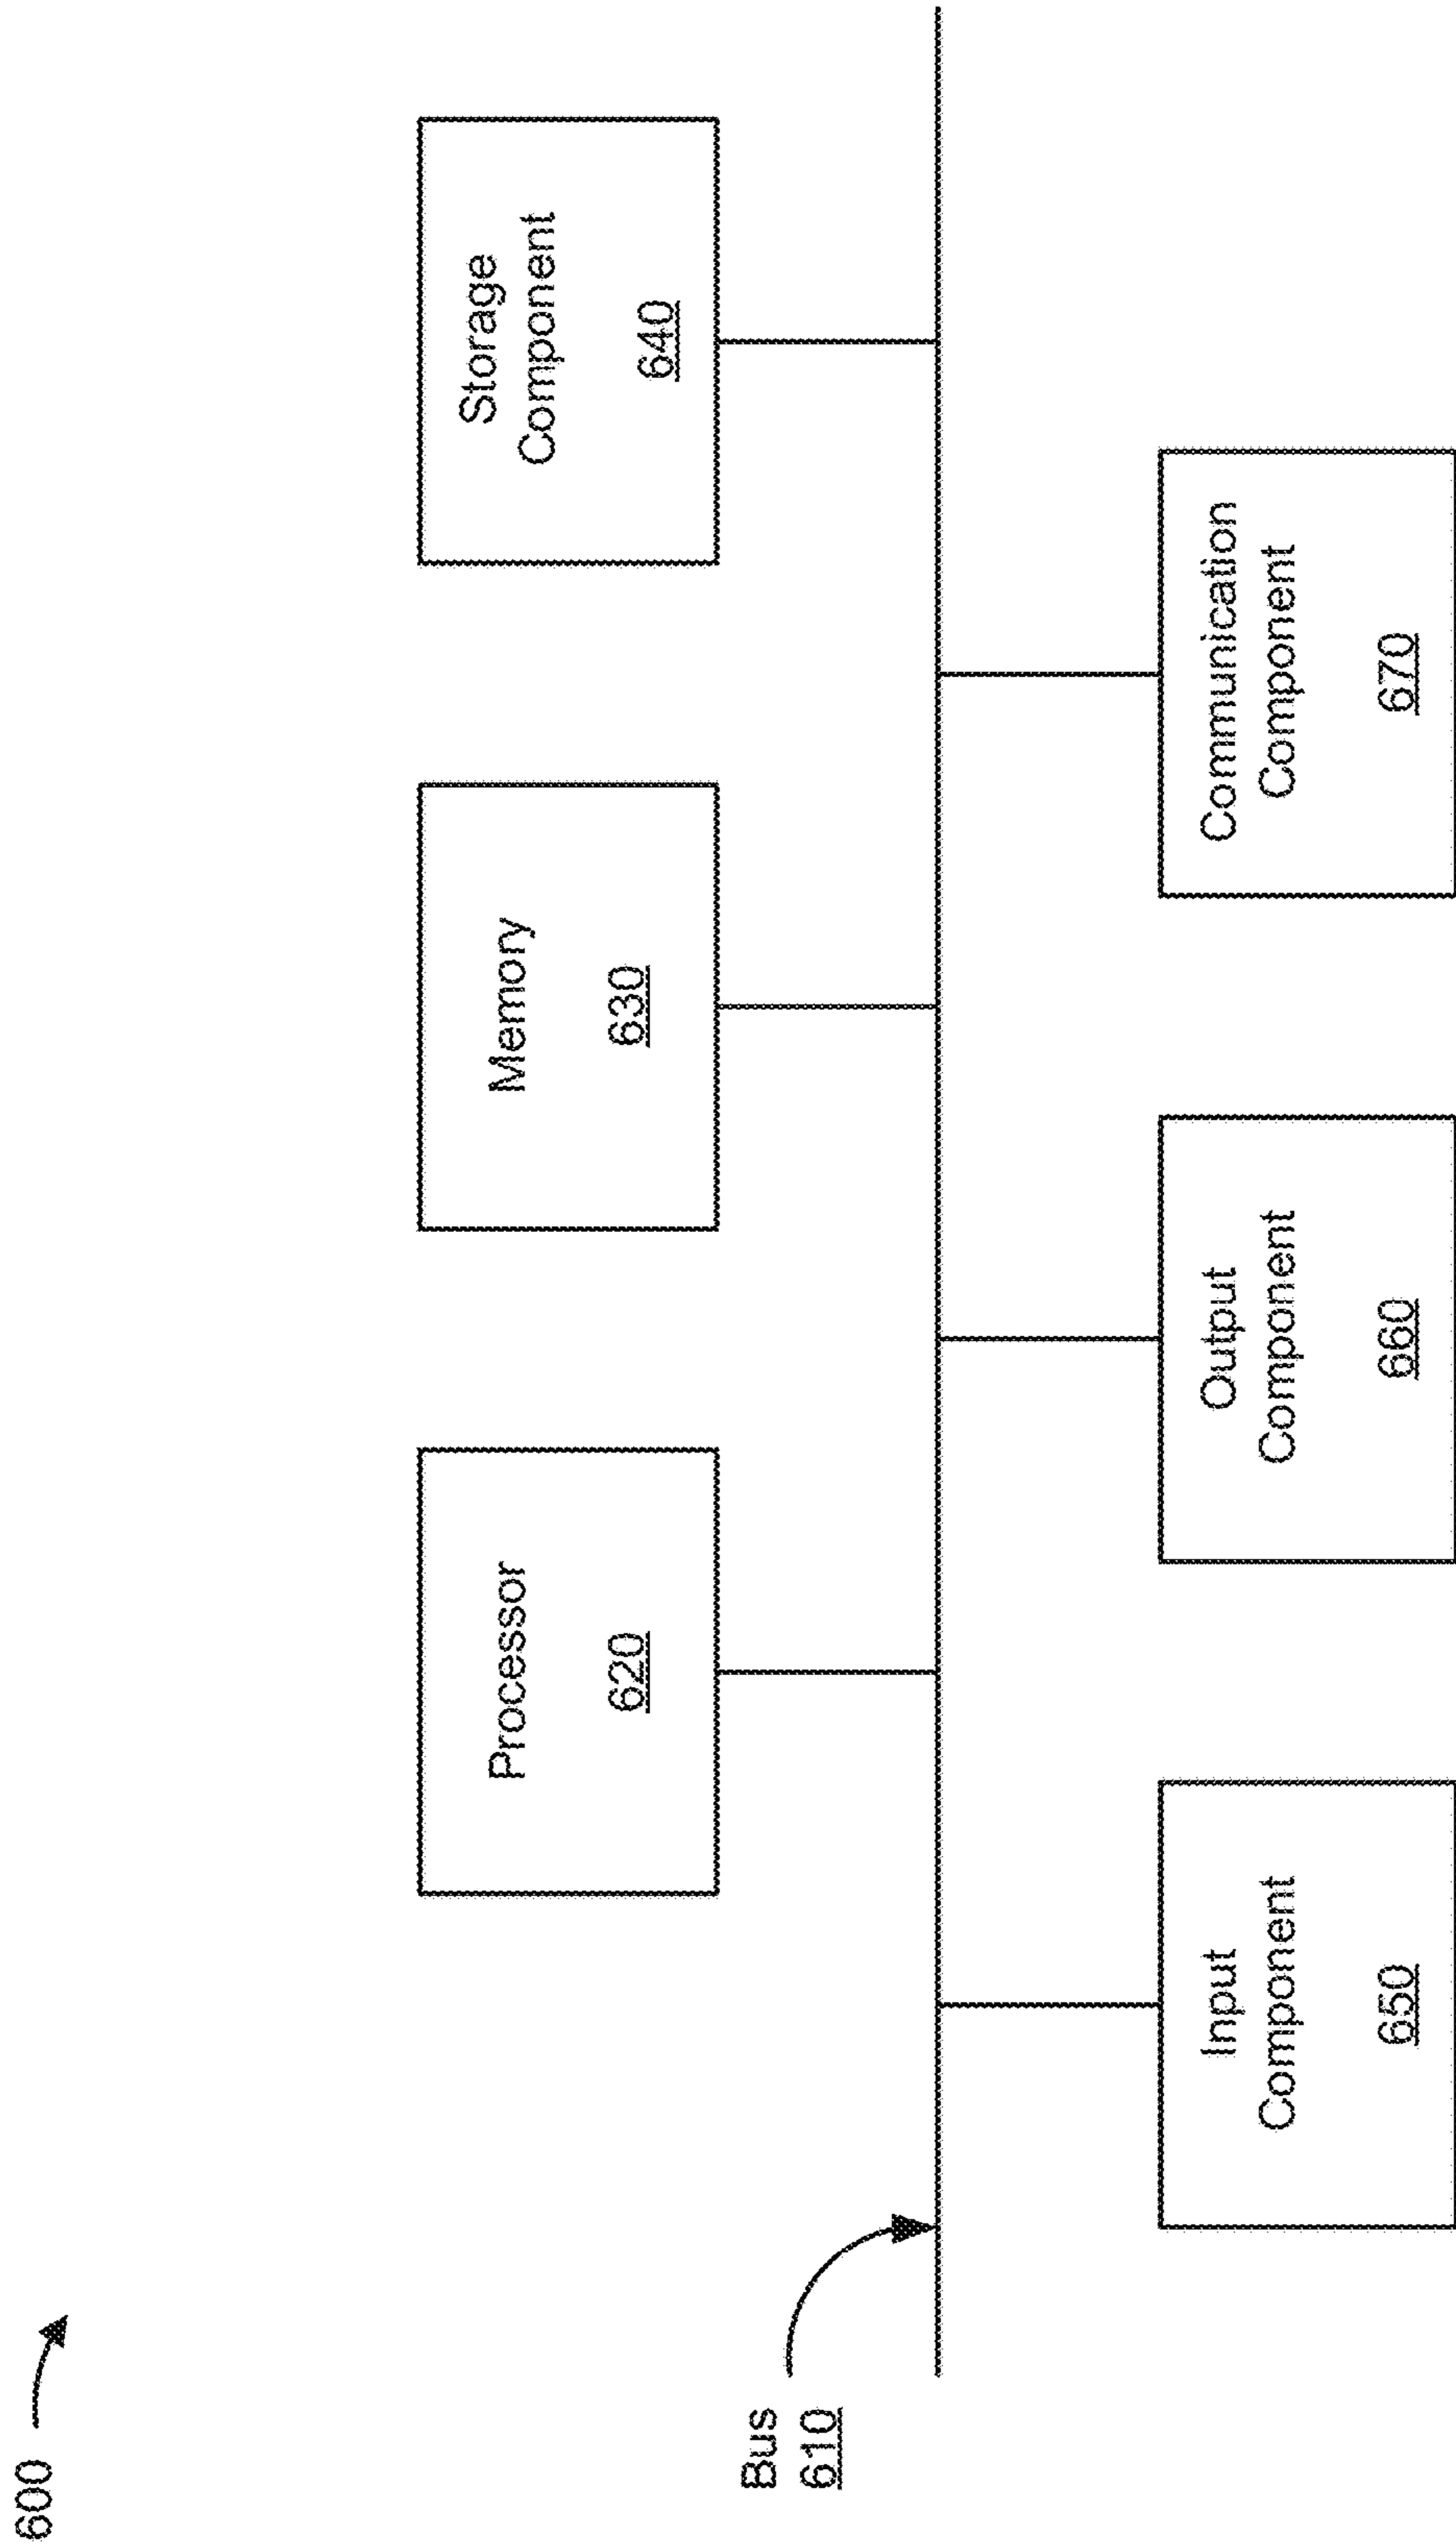 600
Processor
620
Memory
630
Storage
Component
640
Bus
610
Input
Component
650
Output
Component
660
Communication
Component
670